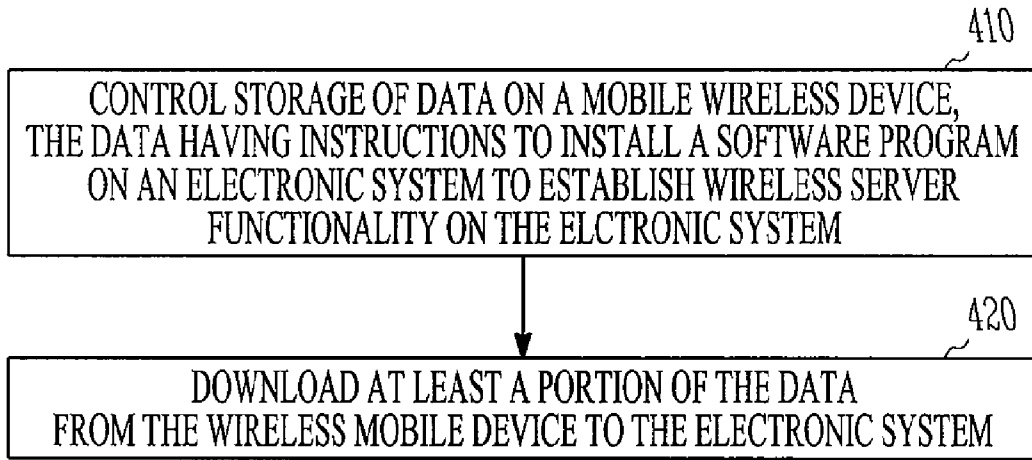 410
CONTROL STORAGE OF DATA ON A MOBILE WIRELESS DEVICE,
THE DATA HAVING INSTRUCTIONS TO INSTALL A SOFTWARE PROGRAM
ON AN ELECTRONIC SYSTEM TO ESTABLISH WIRELESS SERVER
FUNCTIONALITY ON THE ELCTRONIC SYSTEM
420
DOWNLOAD AT LEAST A PORTION OF THE DATA
FROM THE WIRELESS MOBILE DEVICE TO THE ELECTRONIC SYSTEM